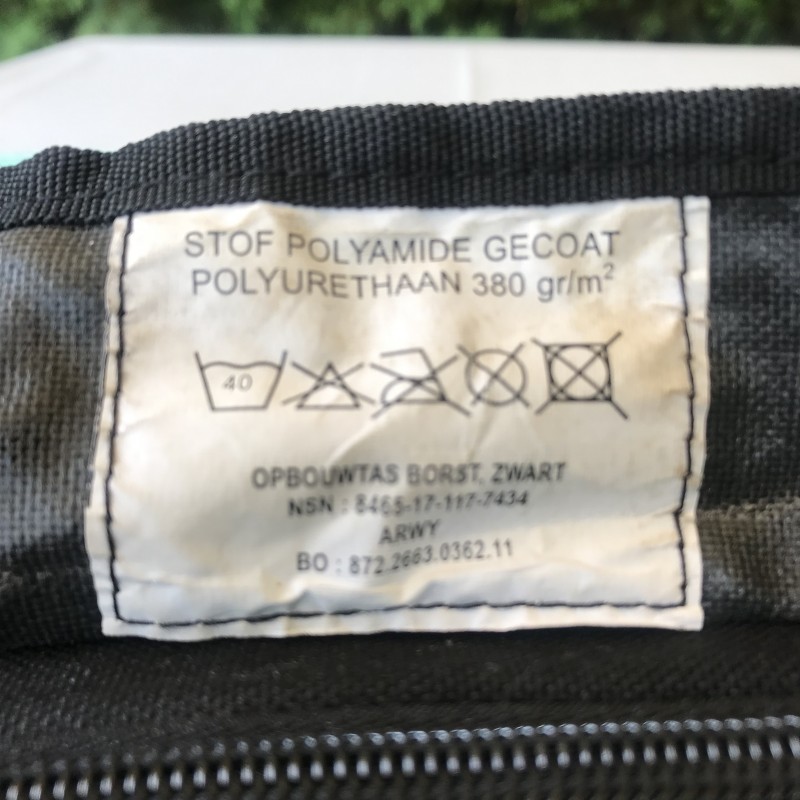 STOF POLYAMIDE GECOAT
POLYURETHAAN 380 gr/m²
40
OPBOUWTAS BORST, ZWART
NSN : 8465-17-117-7434
ARWY
BO : 872.2663.0362.11